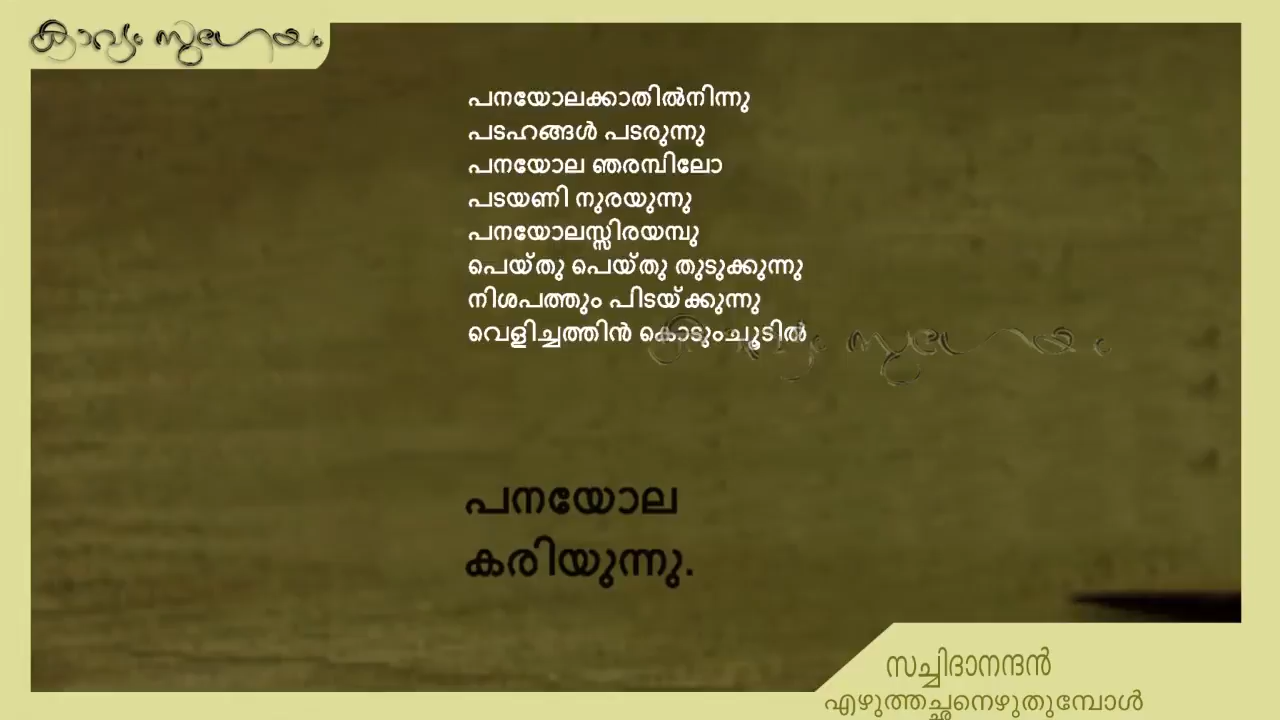 കാവ്യം സുഗേയം
പനയോലക്കാതിൽനിന്നു
പടഹങ്ങൾ പടരുന്നു
പനയോല ഞരമ്പിലോ
പടയണി നുരയുന്നു
പനയോലസ്സിരയമ്പു
പെയ്തു പെയ്തു തുടുക്കുന്നു
നിശപത്തും പിടയ്ക്കുന്നു
വെളിച്ചത്തിൻ കൊടുംചൂടിൽ
കാവ്യം സുഗേയം
പനയോല
കരിയുന്നു.
സച്ചിദാനന്ദൻ
എഴുത്തച്ഛനെഴുതുമ്പോൾ